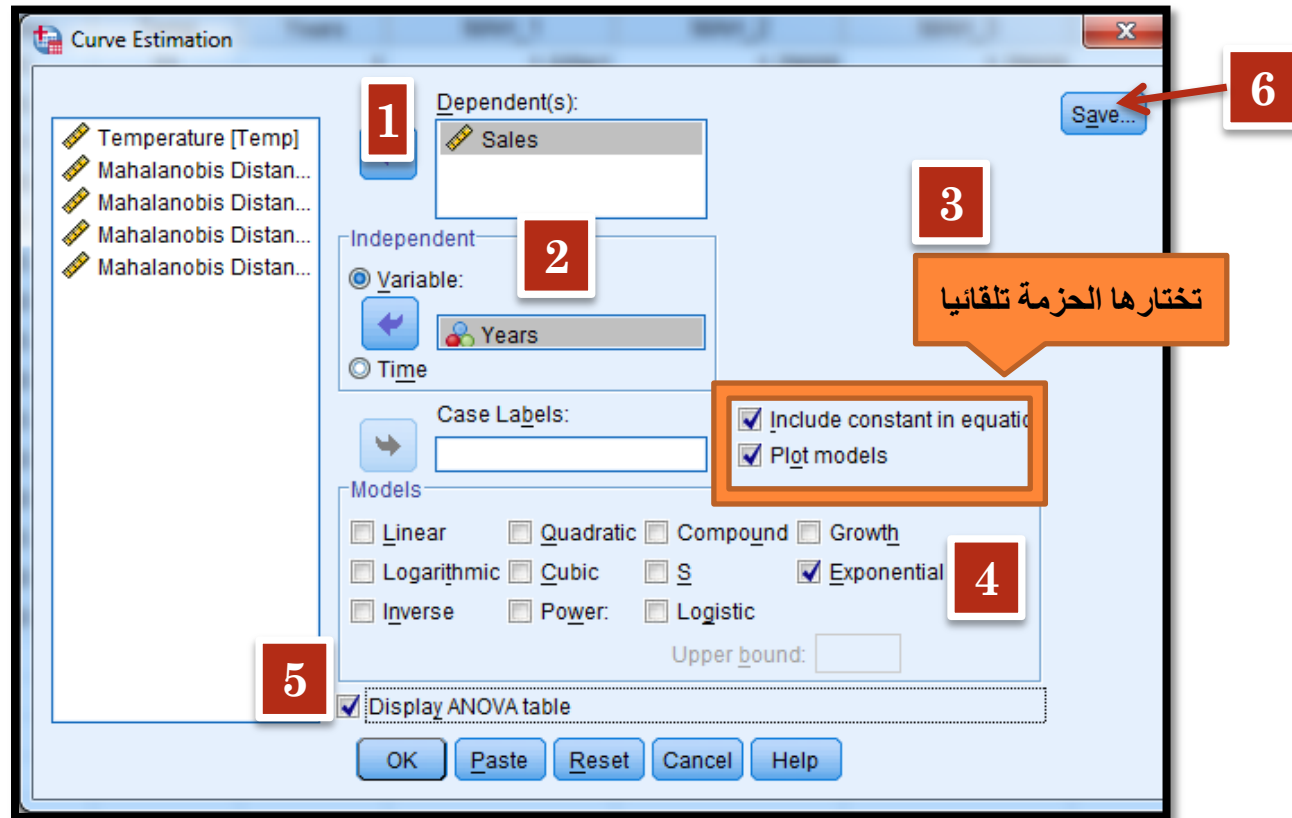 Curve Estimation
6
Save...
Temperature [Temp]
Mahalanobis Distan...
Mahalanobis Distan...
Mahalanobis Distan...
Mahalanobis Distan...
1
Dependent(s):
Sales
2
Independent
Variable:
Years
Time
3
تختارها الحزمة تلقائيا
Case Labels:
Include constant in equatio
Plot models
Models
Linear Quadratic Compound Growth
Logarithmic Cubic S Exponential
Inverse Power: Logistic
4
Upper bound:
5
Display ANOVA table
OK Paste Reset Cancel Help